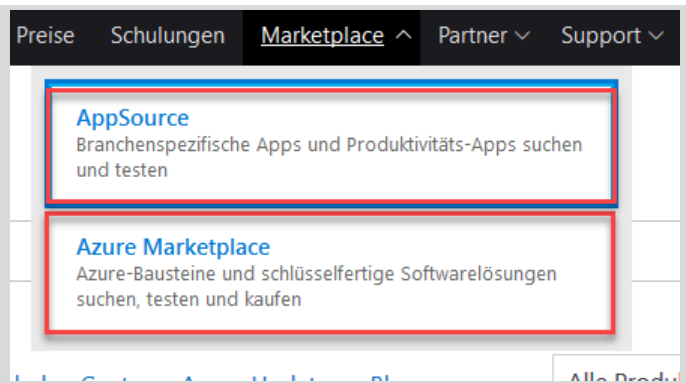 Preise Schulungen Marketplace Partner Support
AppSource
Branchenspezifische Apps und Produktivitäts-Apps suchen
und testen
Azure Marketplace
Azure-Bausteine und schlüsselfertige Softwarelösungen
suchen, testen und kaufen